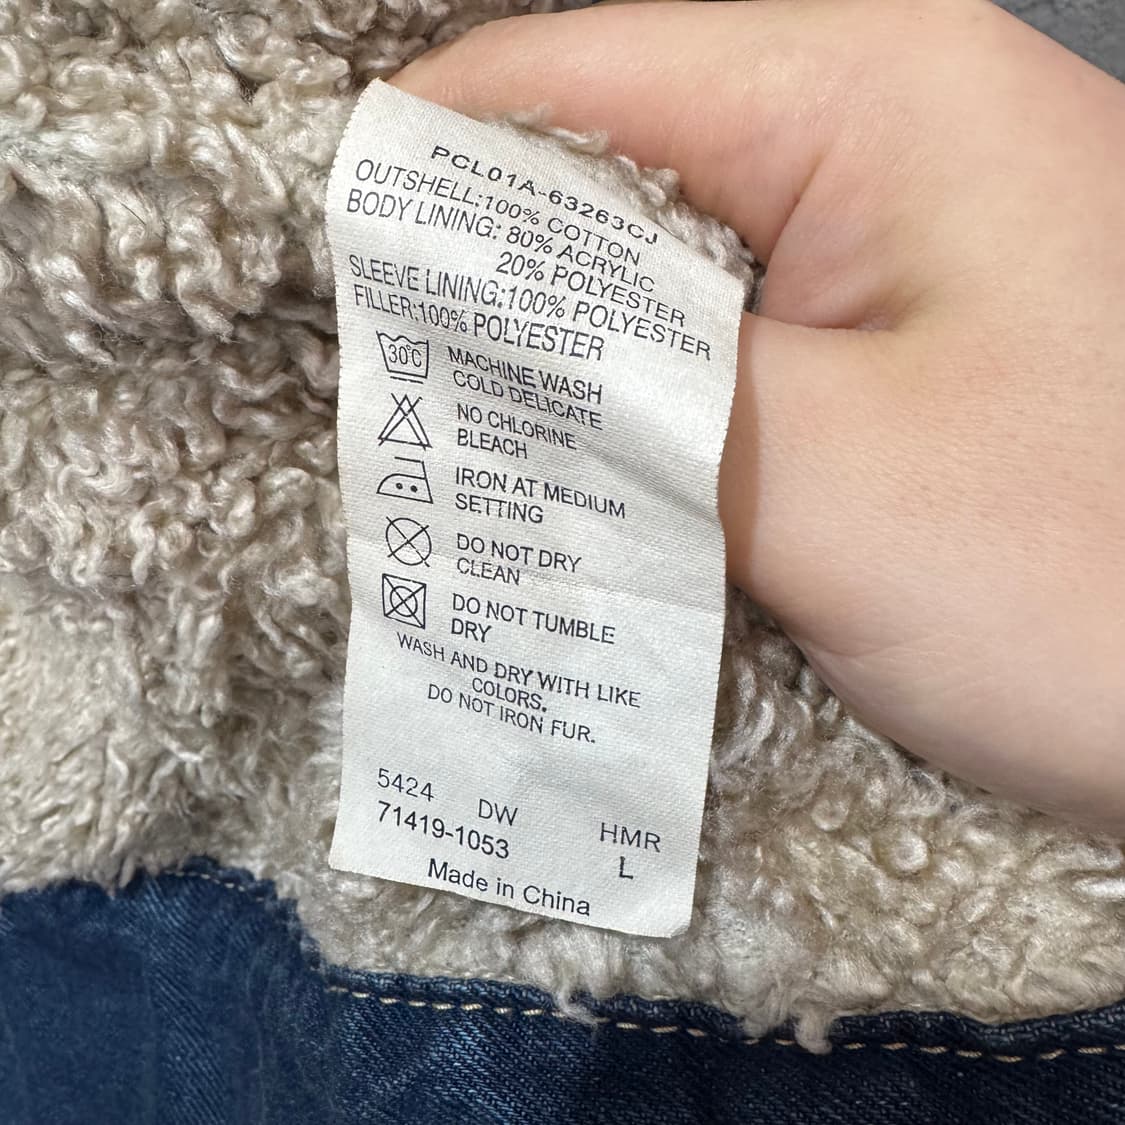 PCL01A-63263CJ
OUTSHELL:100% COTTON
BODY LINING: 80% ACRYLIC
20% POLYESTER
SLEEVE LINING:100% POLYESTER
FILLER:100% POLYESTER
30°C MACHINE WASH
COLD DELICATE
NO CHLORINE
BLEACH
IRON AT MEDIUM
SETTING
DO NOT DRY
CLEAN
DO NOT TUMBLE
DRY
WASH AND DRY WITH LIKE
COLORS.
DO NOT IRON FUR.
5424 DW HMR
71419-1053 L
Made in China